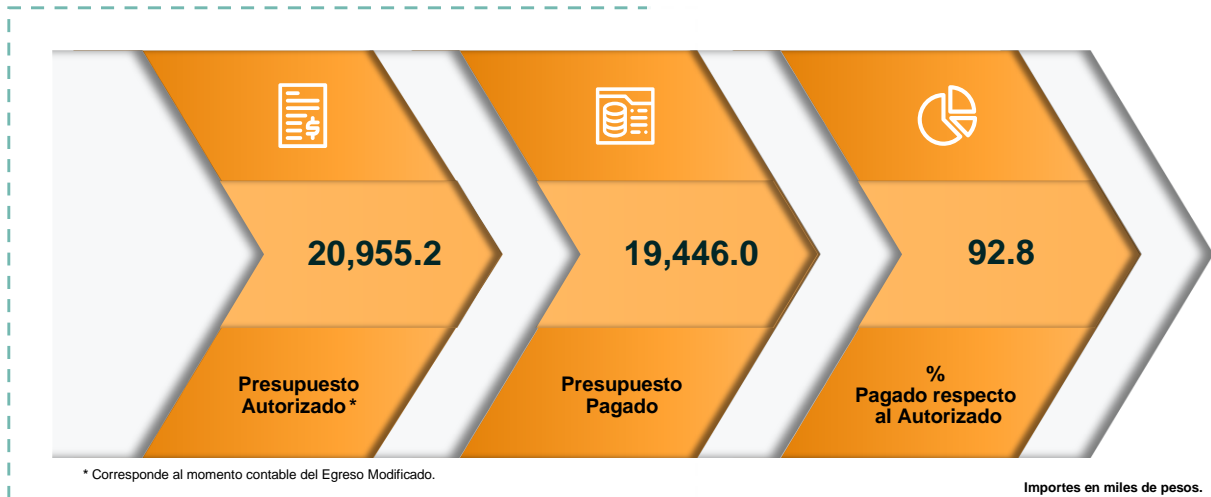 20,955.2
19,446.0
92.8
Presupuesto
Autorizado *
Presupuesto
Pagado
%
Pagado respecto
al Autorizado
* Corresponde al momento contable del Egreso Modificado.
Importes en miles de pesos.